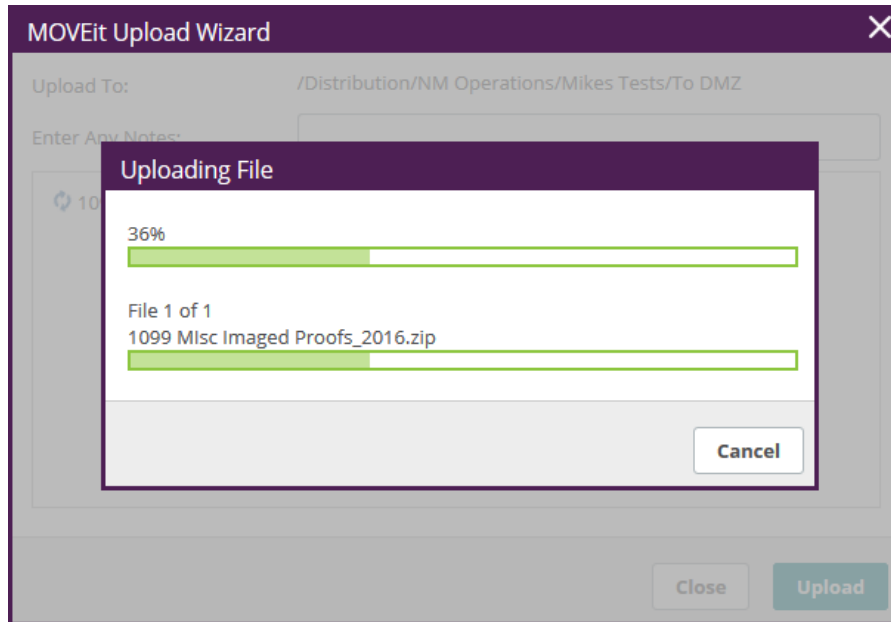 MOVEit Upload Wizard
Upload To: /Distribution/NM Operations/Mikes Tests/To DMZ
Enter Any Notes:
109
Uploading File
36%
File 1 of 1
1099 MIsc Imaged Proofs_2016.zip
Cancel
Close Upload